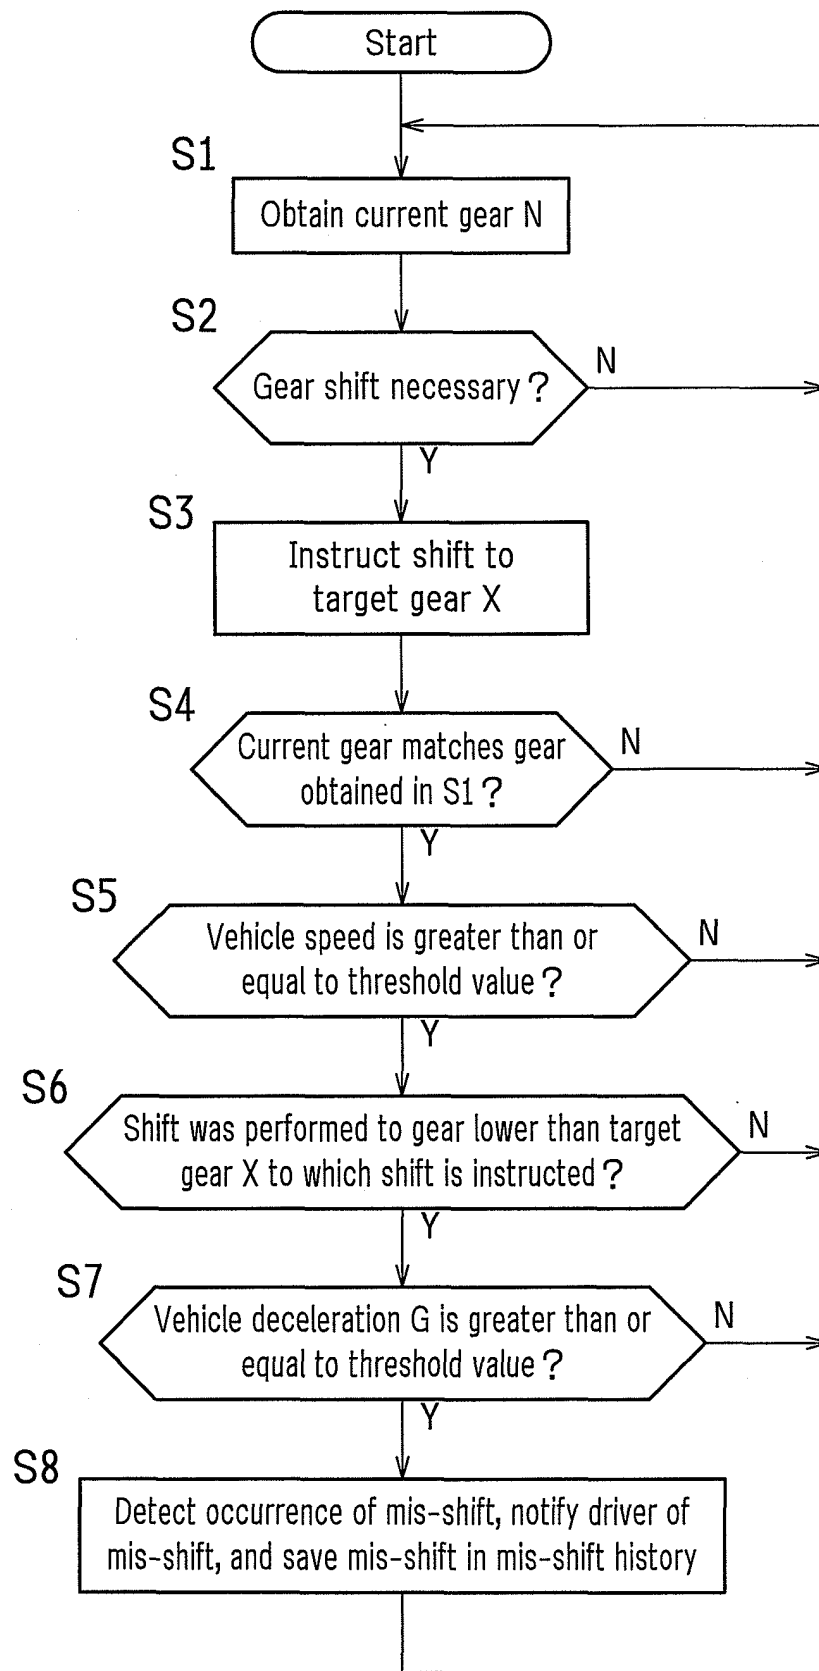 Start
S1
Obtain current gear N
S2
Gear shift necessary?
N
Y
S3
Instruct shift to
target gear X
S4
Current gear matches gear
obtained in S1?
N
Y
S5
Vehicle speed is greater than or
equal to threshold value?
N
Y
S6
Shift was performed to gear lower than target
gear X to which shift is instructed?
N
Y
S7
Vehicle deceleration G is greater than or
equal to threshold value?
N
Y
S8
Detect occurrence of mis-shift, notify driver of
mis-shift, and save mis-shift in mis-shift history